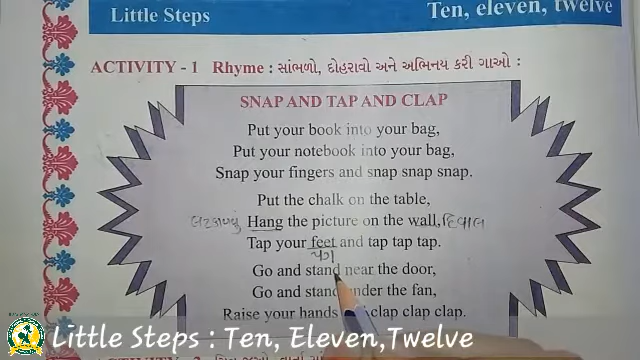 Little Steps
Ten, eleven, twelve
ACTIVITY - 1 Rhyme : સાંભળો, દોહરાવો અને અભિનય કરી ગાઓ :
SNAP AND TAP AND CLAP
Put your book into your bag,
Put your notebook into your bag,
Snap your fingers and snap snap snap.
Put the chalk on the table,
લટકાવવું Hang the picture on the wall, દિવાલ
Tap your feet and tap tap tap.
પગ
Go and stand near the door,
Go and stand under the fan,
Raise your hands clap clap clap.
Little Steps : Ten, Eleven,Twelve